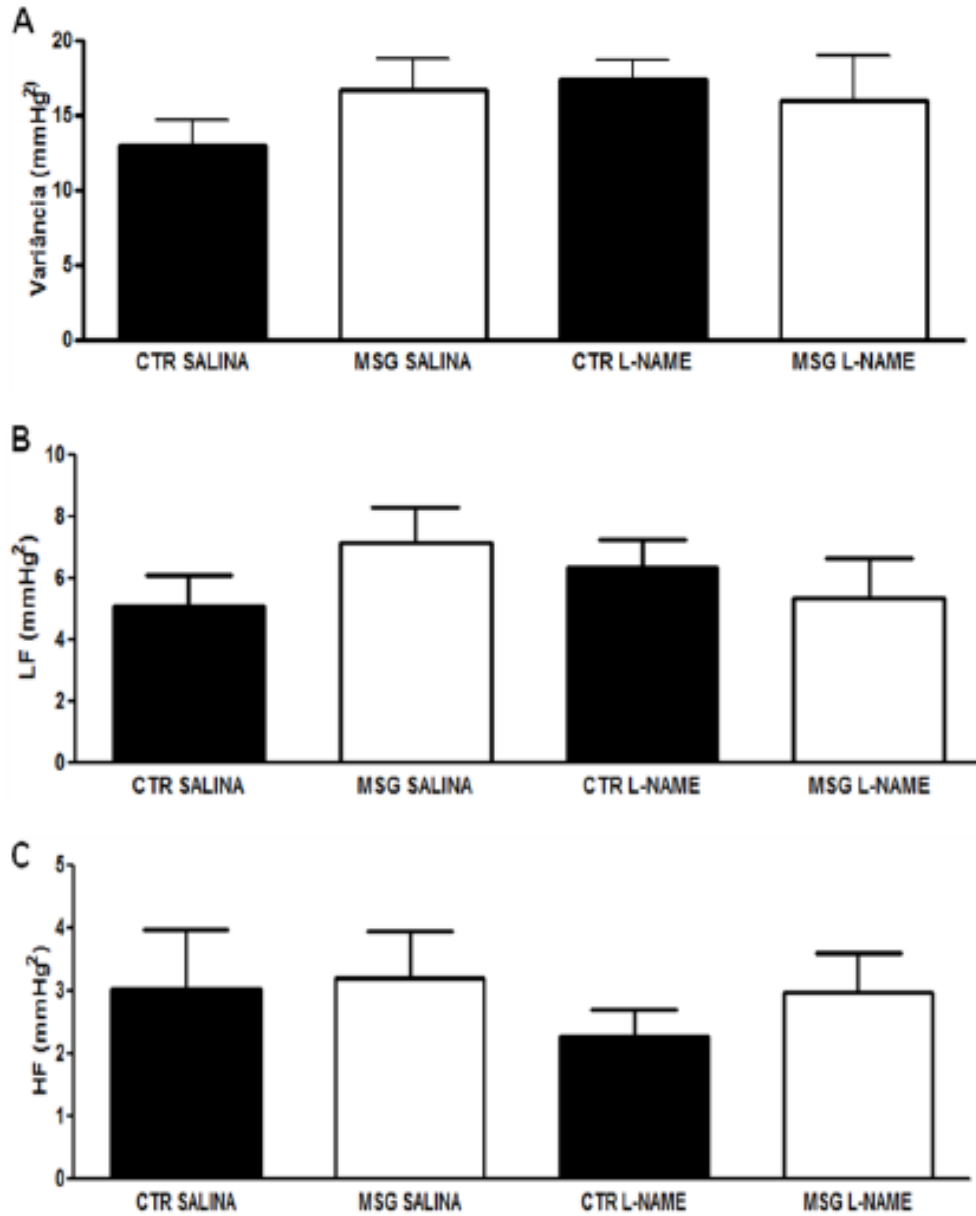 A
Variância (mmHg²)
20
15
10
5
0
CTR SALINA MSG SALINA CTR L-NAME MSG L-NAME
B
LF (mmHg²)
10
8
6
4
2
0
CTR SALINA MSG SALINA CTR L-NAME MSG L-NAME
C
HF (mmHg²)
5
4
3
2
1
0
CTR SALINA MSG SALINA CTR L-NAME MSG L-NAME